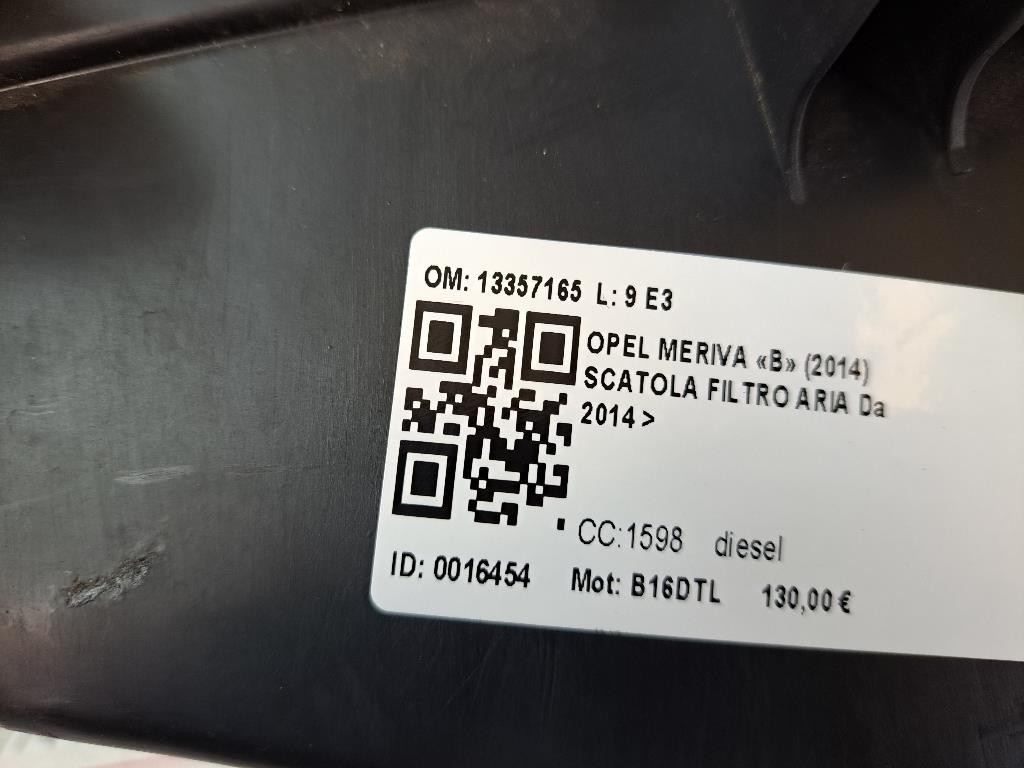 OM: 13357165 L: 9 E3
OPEL MERIVA «B» (2014)
SCATOLA FILTRO ARIA Da
2014 >
CC:1598 diesel
ID: 0016454 Mot: B16DTL 130,00 €